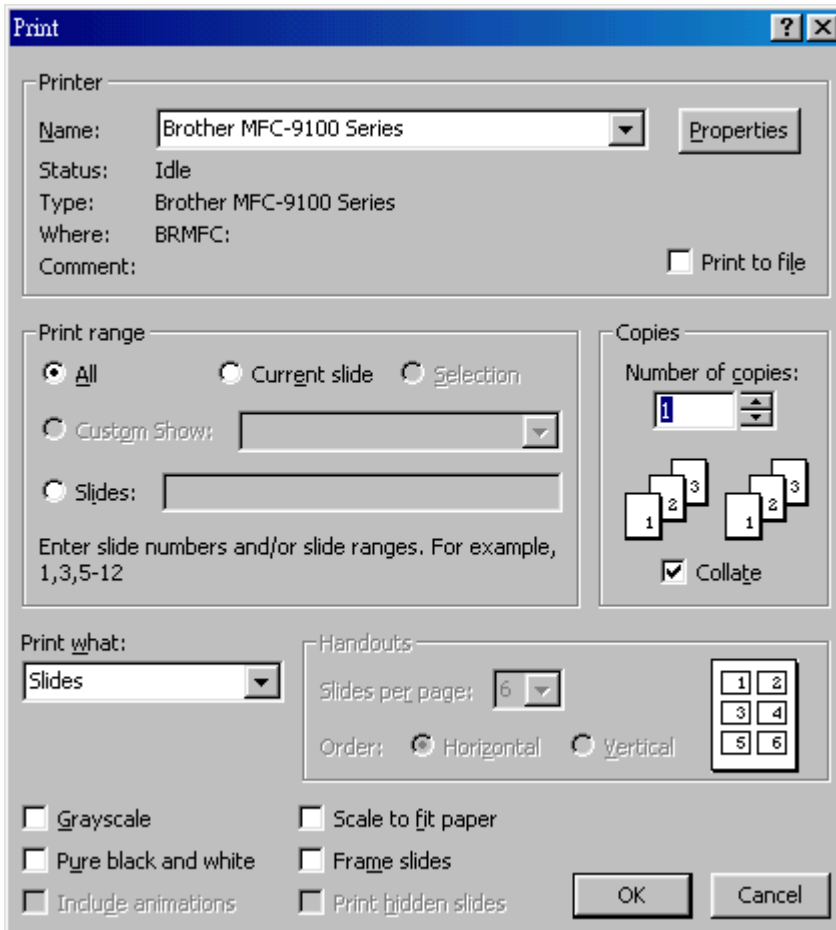 Print
Printer
Name: Brother MFC-9100 Series Properties
Status: Idle
Type: Brother MFC-9100 Series
Where: BRMFC:
Comment: Print to file
Print range
All Current slide Selection
Custom Show:
Slides:
Enter slide numbers and/or slide ranges. For example,
1,3,5-12
Copies
Number of copies:
1
1 2 3 1 2 3
Collate
Print what:
Slides
Handouts
Slides per page: 6
Order: Horizontal Vertical
1 2
3 4
5 6
Grayscale Scale to fit paper
Pure black and white Frame slides
Include animations Print hidden slides
OK Cancel